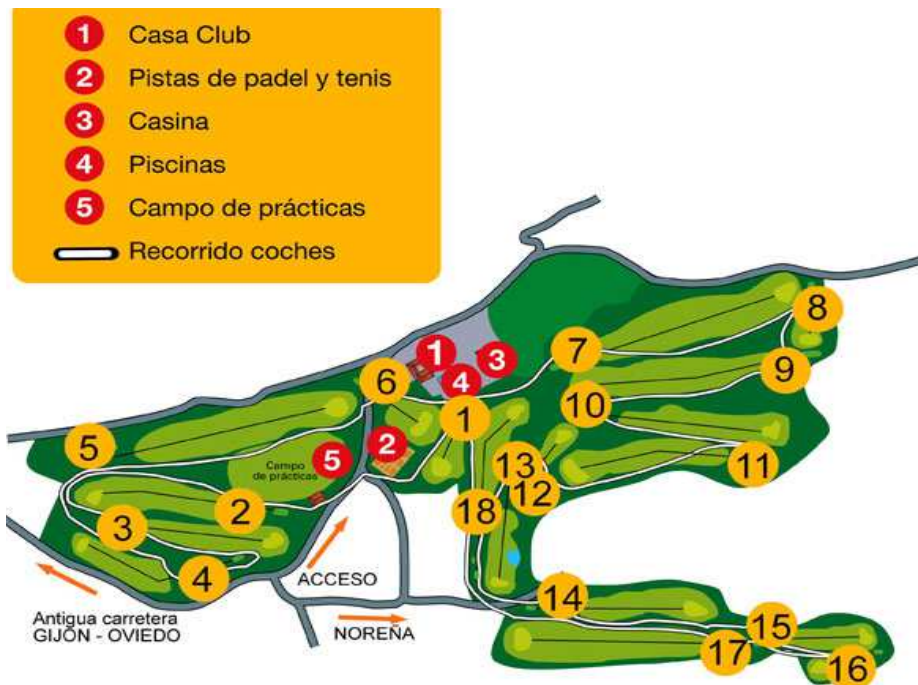 1 Casa Club
2 Pistas de padel y tenis
3 Casina
4 Piscinas
5 Campo de prácticas
Recorrido coches
8
1
7
3
6
4
9
1
10
5
2
Campo
de prácticas
5
13
11
2
12
18
3
4
ACCESO
14
Antigua carretera
GIJÓN - OVIEDO
NOREÑA
15
17
16